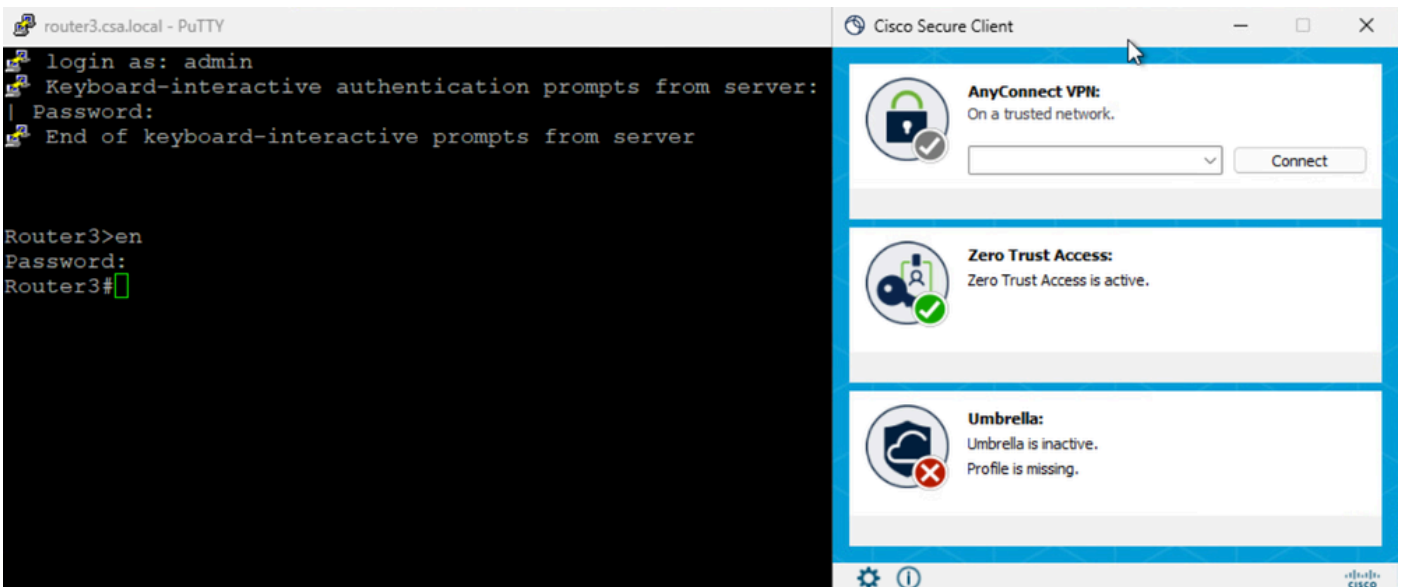 router3.csa.local - PuTTY
login as: admin
Keyboard-interactive authentication prompts from server:
| Password:
End of keyboard-interactive prompts from server
Router3>en
Password:
Router3#
Cisco Secure Client
AnyConnect VPN:
On a trusted network.
Connect
Zero Trust Access:
Zero Trust Access is active.
Umbrella:
Umbrella is inactive.
Profile is missing.
CISCO